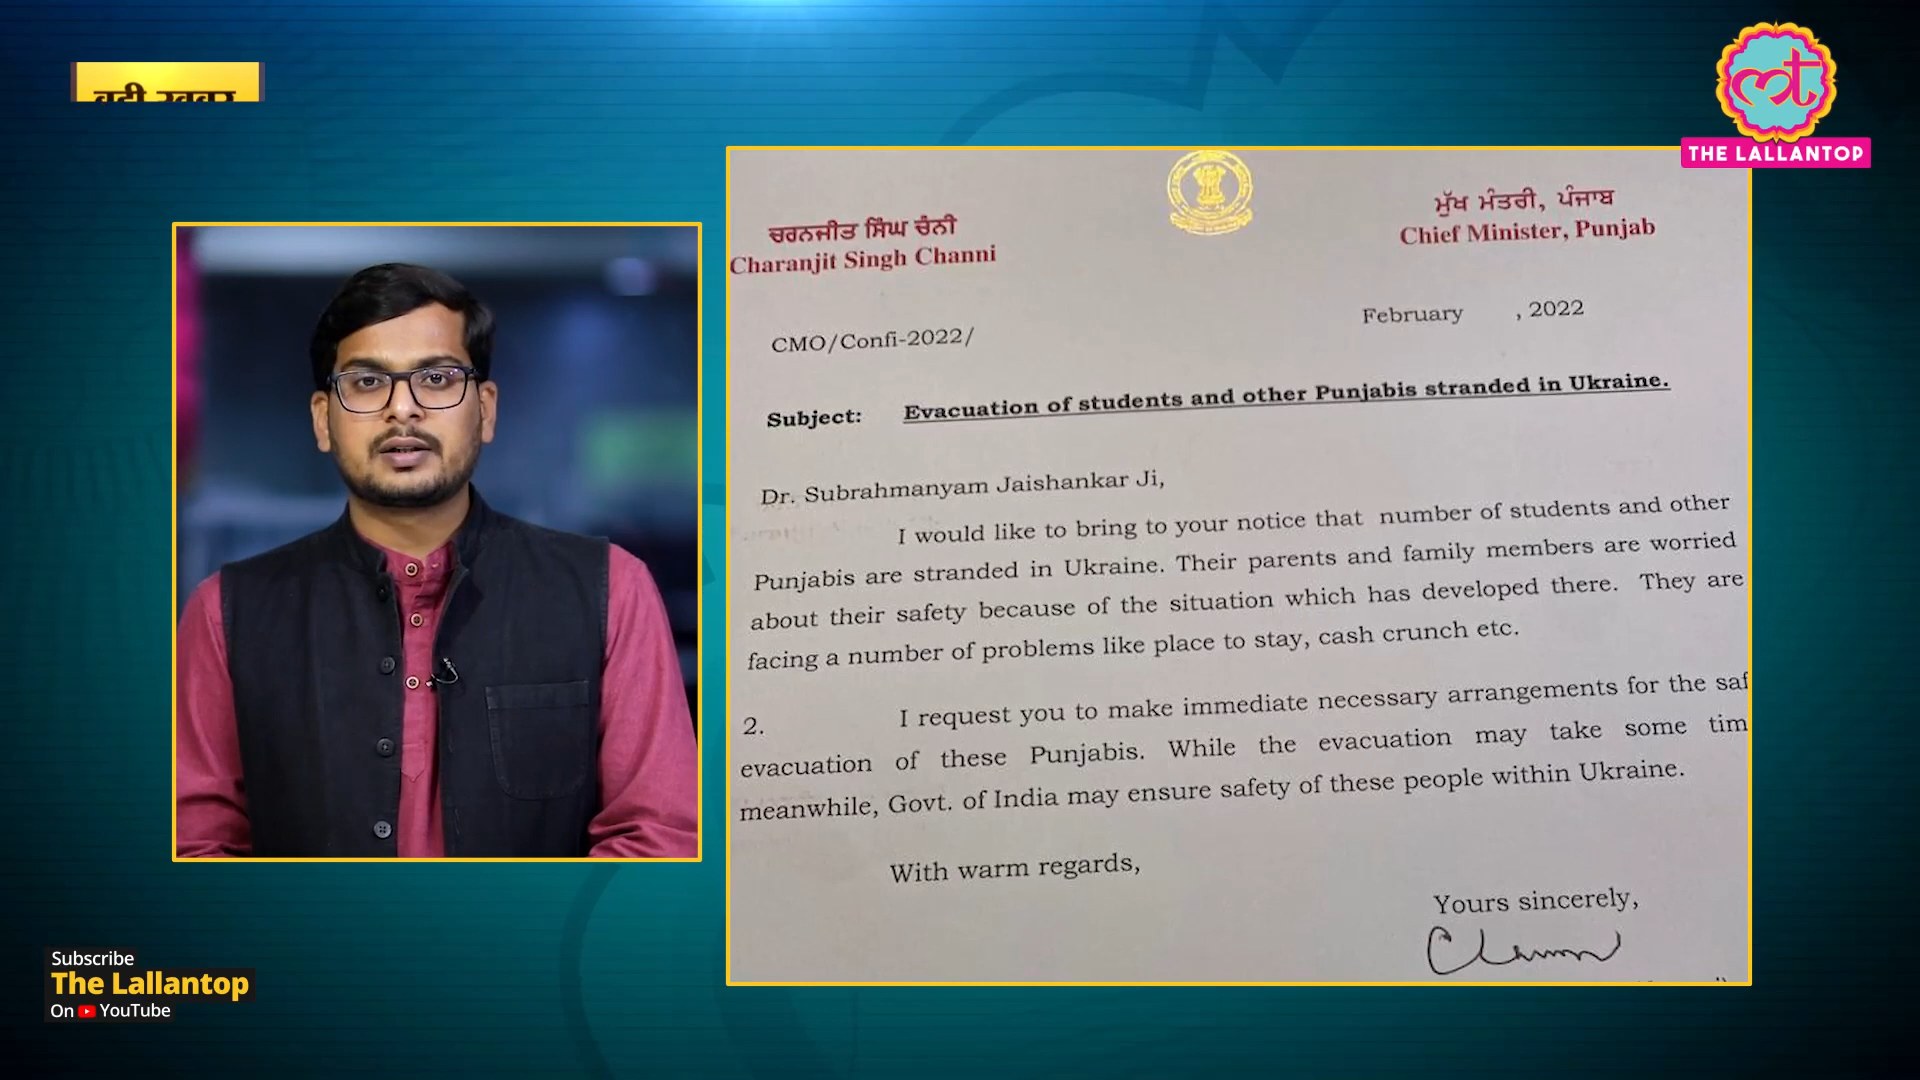 बड़ी खबर
THE LALLANTOP
ਚਰਨਜੀਤ ਸਿੰਘ ਚੰਨੀ
Charanjit Singh Channi
ਮੁੱਖ ਮੰਤਰੀ, ਪੰਜਾਬ
Chief Minister, Punjab
CMO/Confi-2022/
February , 2022
Subject: Evacuation of students and other Punjabis stranded in Ukraine.
Dr. Subrahmanyam Jaishankar Ji,
I would like to bring to your notice that number of students and other
Punjabis are stranded in Ukraine. Their parents and family members are worried
about their safety because of the situation which has developed there. They are
facing a number of problems like place to stay, cash crunch etc.
2. I request you to make immediate necessary arrangements for the saf
evacuation of these Punjabis. While the evacuation may take some tim
meanwhile, Govt. of India may ensure safety of these people within Ukraine.
With warm regards,
Yours sincerely,
Subscribe
The Lallantop
On YouTube